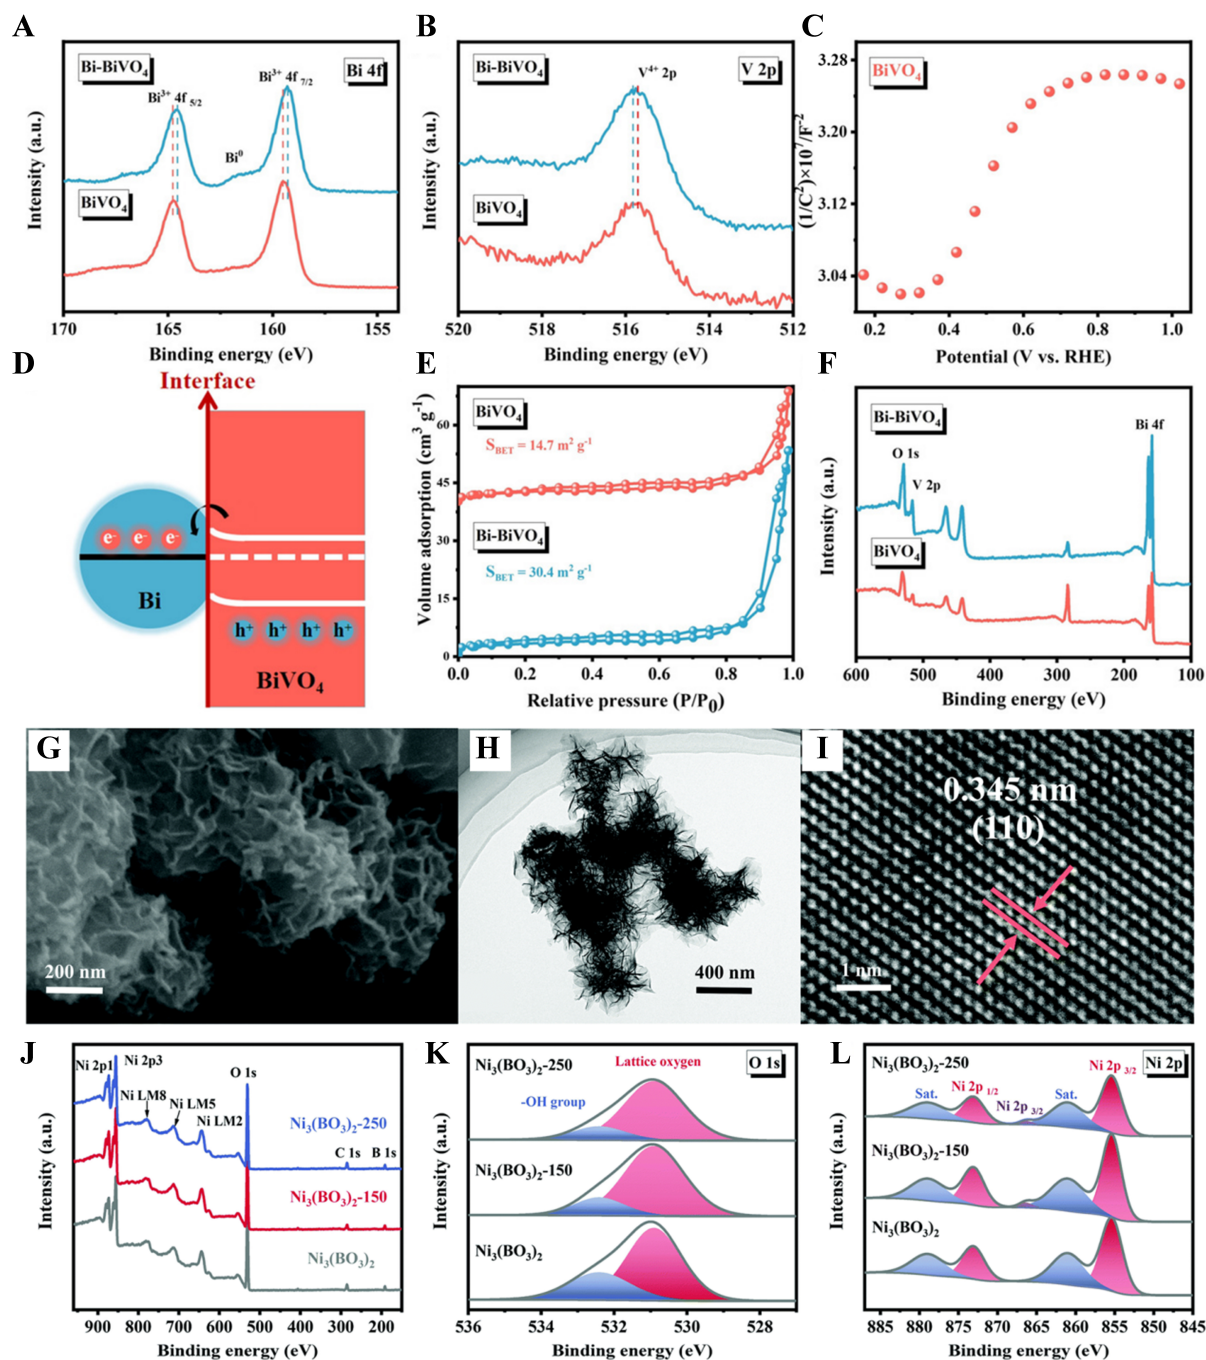 A
Bi-BiVO4
Bi 4f
Bi3+ 4f 5/2
Bi3+ 4f 7/2
Bi0
BiVO4
Intensity (a.u.)
170 165 159 155
Binding energy (eV)
B
Bi-BiVO4
V 2p
V4+ 2p
BiVO4
Intensity (a.u.)
520 518 516 514 512
Binding energy (eV)
C
BiVO4
(1/C2)×107/F-2
3.28
3.20
3.12
3.04
0.2 0.4 0.6 0.8 1.0
Potential (V vs. RHE)
D
Interface
e- e- e-
Bi
h+ h+ h+ h+
BiVO4
E
Volume adsorption (cm3 g-1)
BiVO4
SBET = 14.7 m2 g-1
Bi-BiVO4
SBET = 30.4 m2 g-1
60
45
30
15
0
0.0 0.2 0.4 0.6 0.8 1.0
Relative pressure (P/P0)
F
Bi-BiVO4
Bi 4f
O 1s
V 2p
BiVO4
Intensity (a.u.)
600 500 400 300 200 100
Binding energy (eV)
G
200 nm
H
400 nm
I
0.345 nm
(110)
1 nm
J
Ni 2p1 Ni 2p3
O 1s
Ni LM8 Ni LM5
Ni LM2
Ni3(BO3)2-250
C 1s B 1s
Ni3(BO3)2-150
Ni3(BO3)2
Intensity (a.u.)
900 800 700 600 500 400 300 200
Binding energy (eV)
K
Ni3(BO3)2-250
Lattice oxygen
O 1s
-OH group
Ni3(BO3)2-150
Ni3(BO3)2
Intensity (a.u.)
536 534 532 530 528
Binding energy (eV)
L
Ni3(BO3)2-250
Ni 2p
Ni 2p 3/2
Sat. Ni 2p 1/2 Sat.
Ni 2p 3/2
Ni3(BO3)2-150
Ni3(BO3)2
Intensity (a.u.)
885 880 875 870 865 860 855 850 845
Binding energy (eV)